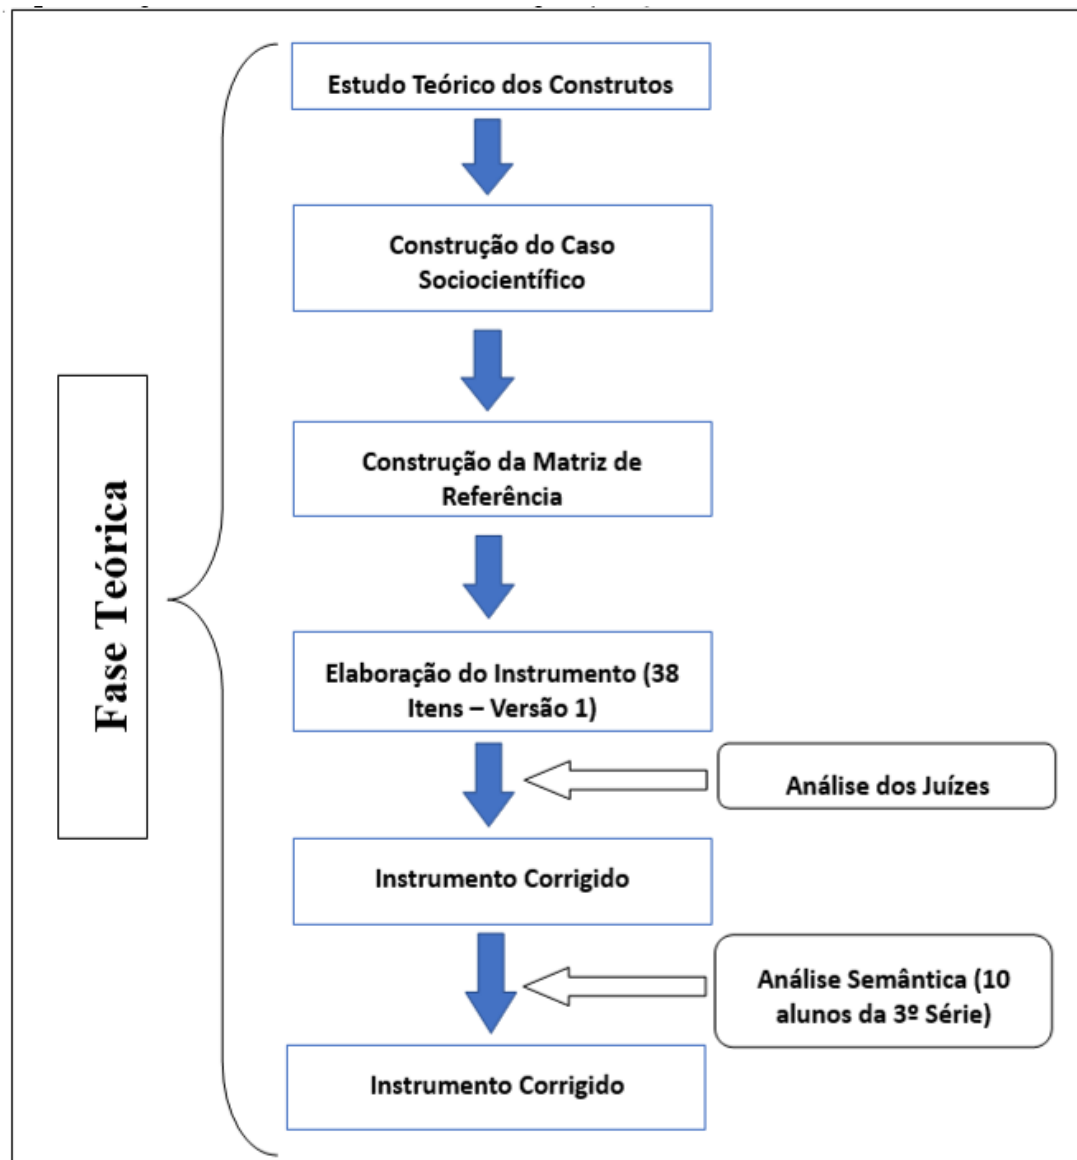 Estudo Teórico dos Construtos
Construção do Caso
Sociocientífico
Construção da Matriz de
Referência
Fase Teórica
Elaboração do Instrumento (38
Itens – Versão 1)
Análise dos Juízes
Instrumento Corrigido
Análise Semântica (10
alunos da 3º Série)
Instrumento Corrigido